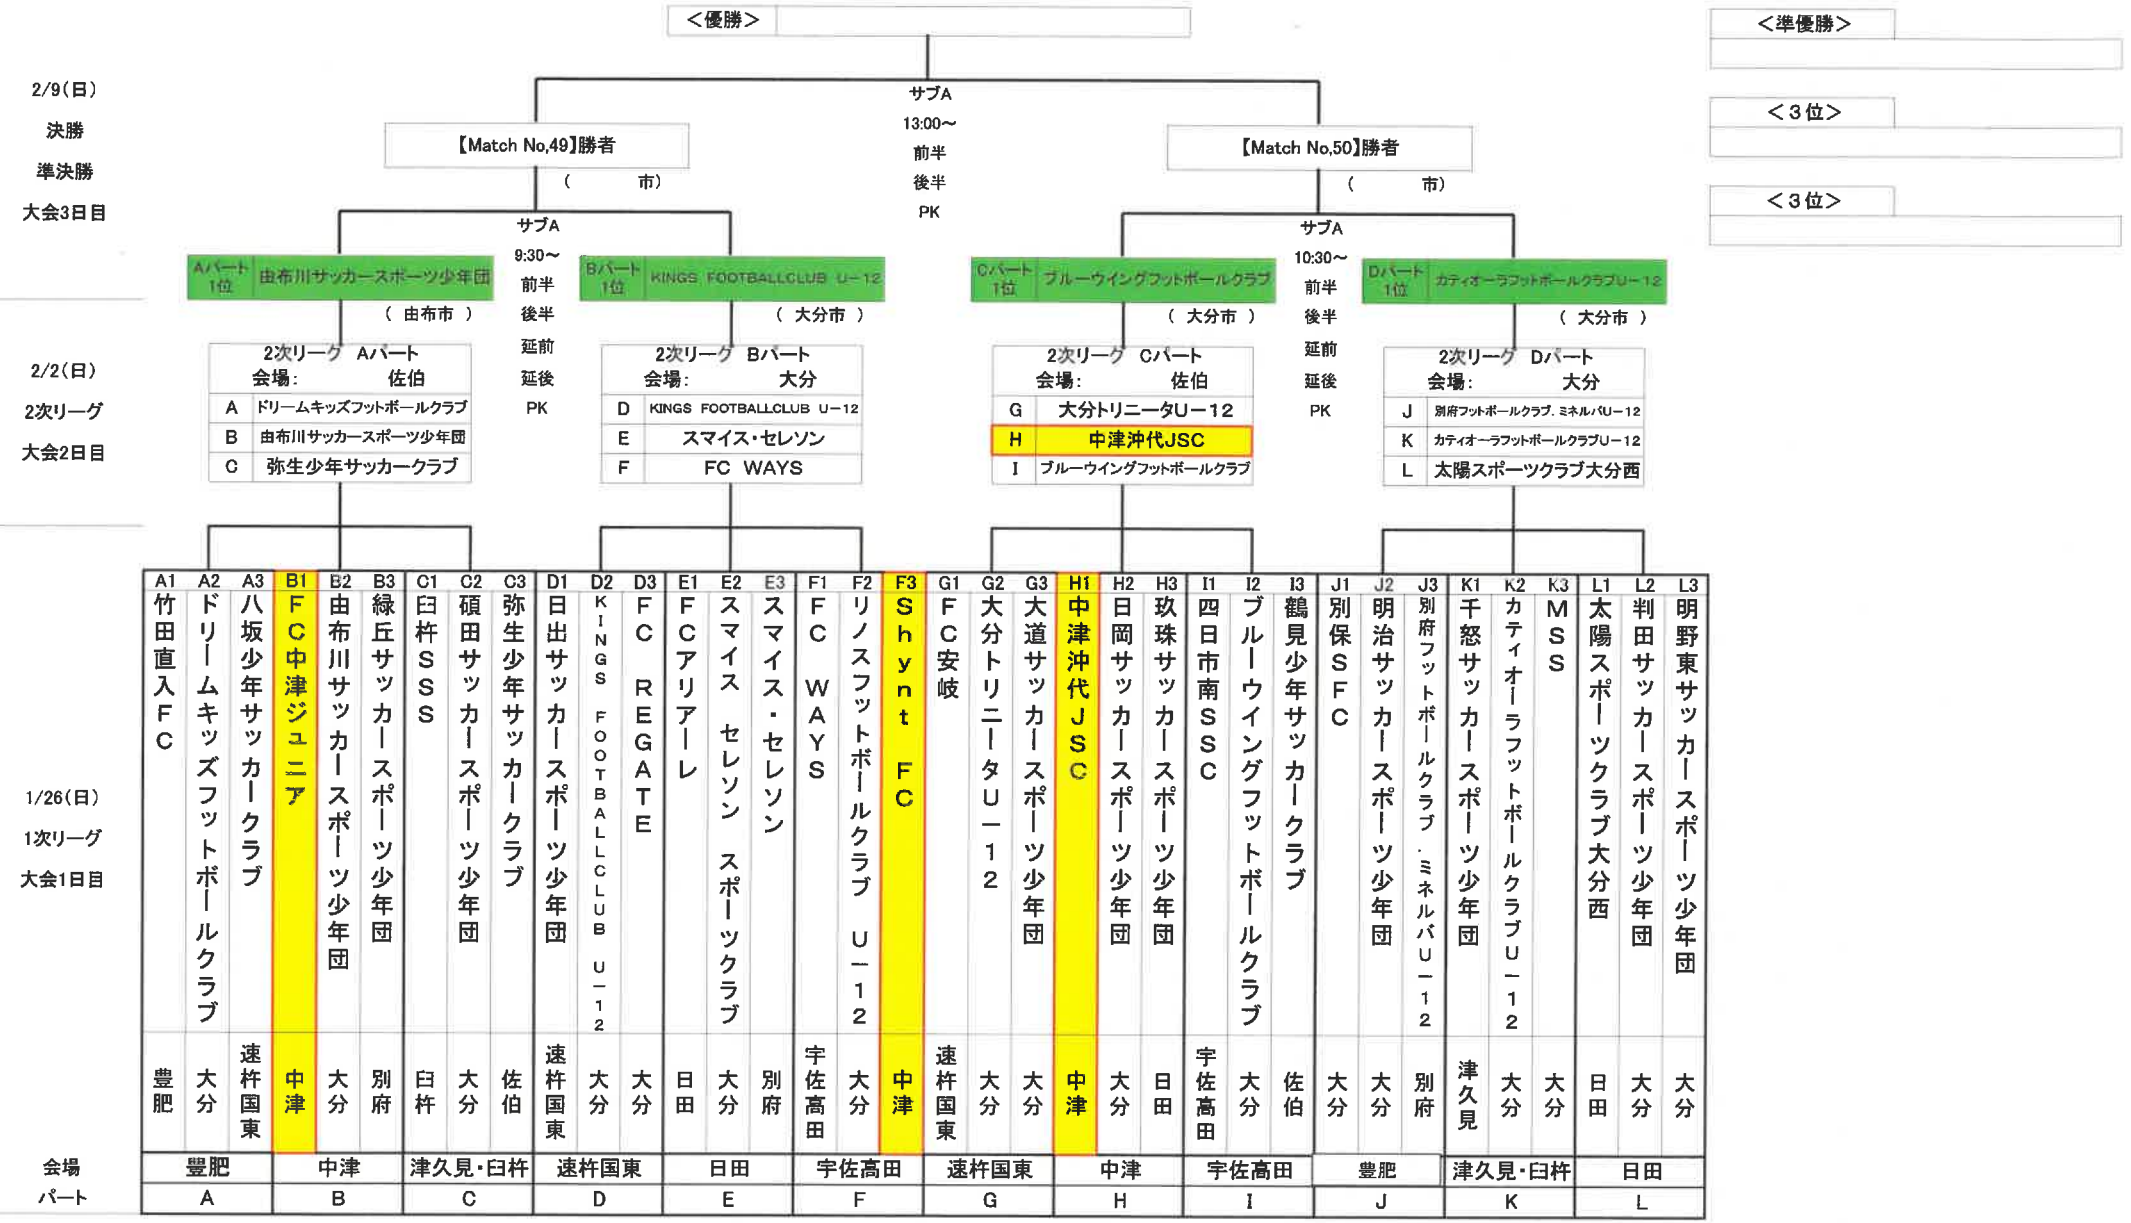 ＜優勝＞
＜準優勝＞
＜３位＞
＜３位＞
2/9(日)
決勝
準決勝
大会3日目
サブA
13:00～
前半
後半
PK
【Match No,49】勝者
(　　　市)
【Match No,50】勝者
(　　　市)
サブA
9:30～
前半
後半
延前
延後
PK
サブA
10:30～
前半
後半
延前
延後
PK
Aパート 1位 由布川サッカースポーツ少年団
( 由布市 )
Bパート 1位 KINGS FOOTBALLCLUB U－12
( 大分市 )
Cパート 1位 ブルーウイングフットボールクラブ
( 大分市 )
Dパート 1位 カティオーラフットボールクラブU－12
( 大分市 )
2/2(日)
2次リーグ
大会2日目
2次リーグ Aパート
会場: 佐伯
A ドリームキッズフットボールクラブ
B 由布川サッカースポーツ少年団
C 弥生少年サッカークラブ
2次リーグ Bパート
会場: 大分
D KINGS FOOTBALLCLUB U－12
E スマイス・セレソン
F FC WAYS
2次リーグ Cパート
会場: 佐伯
G 大分トリニータU－12
H 中津沖代JSC
I ブルーウイングフットボールクラブ
2次リーグ Dパート
会場: 大分
J 別府フットボールクラブ．ミネルバU－12
K カティオーラフットボールクラブU－12
L 太陽スポーツクラブ大分西
1/26(日)
1次リーグ
大会1日目
A1 竹田直入FC 豊肥
A2 ドリームキッズフットボールクラブ 大分
A3 八坂少年サッカークラブ 速杵国東
B1 FC中津ジュニア 中津
B2 由布川サッカースポーツ少年団 大分
B3 緑丘サッカースポーツ少年団 別府
C1 臼杵SSS 臼杵
C2 碩田サッカースポーツ少年団 大分
C3 弥生少年サッカークラブ 佐伯
D1 日出サッカースポーツ少年団 速杵国東
D2 KINGS FOOTBALLCLUB U－12 大分
D3 FC REGATE 大分
E1 FCアリアーレ 日田
E2 スマイス セレソン スポーツクラブ 大分
E3 スマイス・セレソン 別府
F1 FC WAYS 宇佐高田
F2 リノスフットボールクラブ U－12 大分
F3 Shynt FC 中津
G1 FC安岐 速杵国東
G2 大分トリニータU－12 大分
G3 大道サッカースポーツ少年団 大分
H1 中津沖代JSC 中津
H2 日岡サッカースポーツ少年団 大分
H3 玖珠サッカースポーツ少年団 日田
I1 四日市南SSC 宇佐高田
I2 ブルーウイングフットボールクラブ 大分
I3 鶴見少年サッカークラブ 佐伯
J1 別保SFC 大分
J2 明治サッカースポーツ少年団 大分
J3 別府フットボールクラブ．ミネルバU－12 別府
K1 千怒サッカースポーツ少年団 津久見
K2 カティオーラフットボールクラブU－12 大分
K3 MSS 大分
L1 太陽スポーツクラブ大分西 日田
L2 判田サッカースポーツ少年団 大分
L3 明野東サッカースポーツ少年団 大分
会場 豊肥 中津 津久見・臼杵 速杵国東 日田 宇佐高田 速杵国東 中津 宇佐高田 豊肥 津久見・臼杵 日田
パート A B C D E F G H I J K L